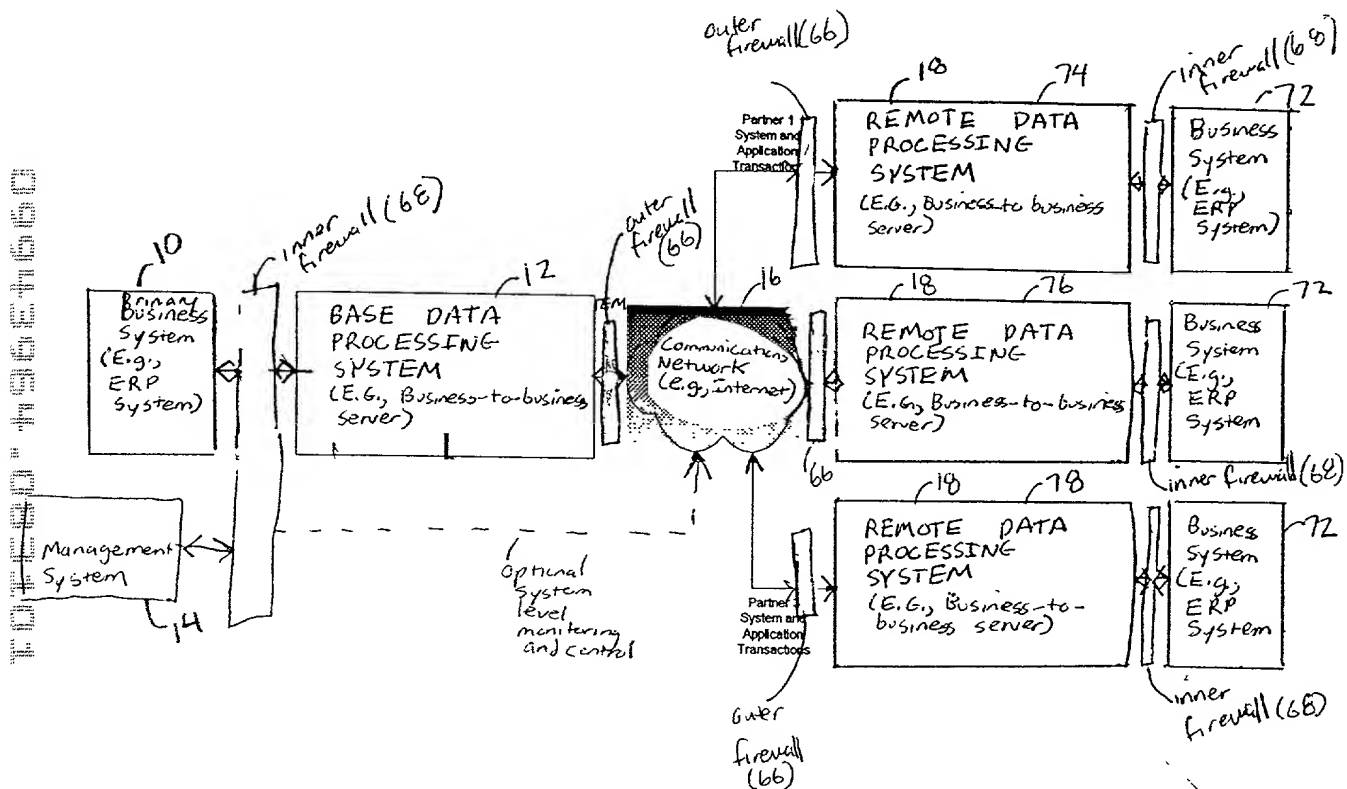 outer
firewall (66)
18
74
inner
firewall (68)
72
Partner 1
System and
Application
Transactions
REMOTE DATA
PROCESSING
SYSTEM
(E.G., Business-to business
server)
Business
System
(E.g.,
ERP
System)
inner
firewall (68)
outer
firewall
(66)
10
Primary
Business
System
(E.g.,
ERP
System)
12
BASE DATA
PROCESSING
SYSTEM
(E.G., Business-to-business
server)
EM
16
Communications
Network
(e.g., Internet)
18
76
REMOTE DATA
PROCESSING
SYSTEM
(E.G., Business-to-business
server)
66
72
Business
System
(E.g.,
ERP
System
inner firewall (68)
Management
System
14
Optional
System
level
monitoring
and control
18
78
Partner
System and
Application
Transactions
REMOTE DATA
PROCESSING
SYSTEM
(E.G., Business-to-
business server)
72
Business
System
(E.g.,
ERP
System
outer
firewall
(66)
inner
firewall (68)